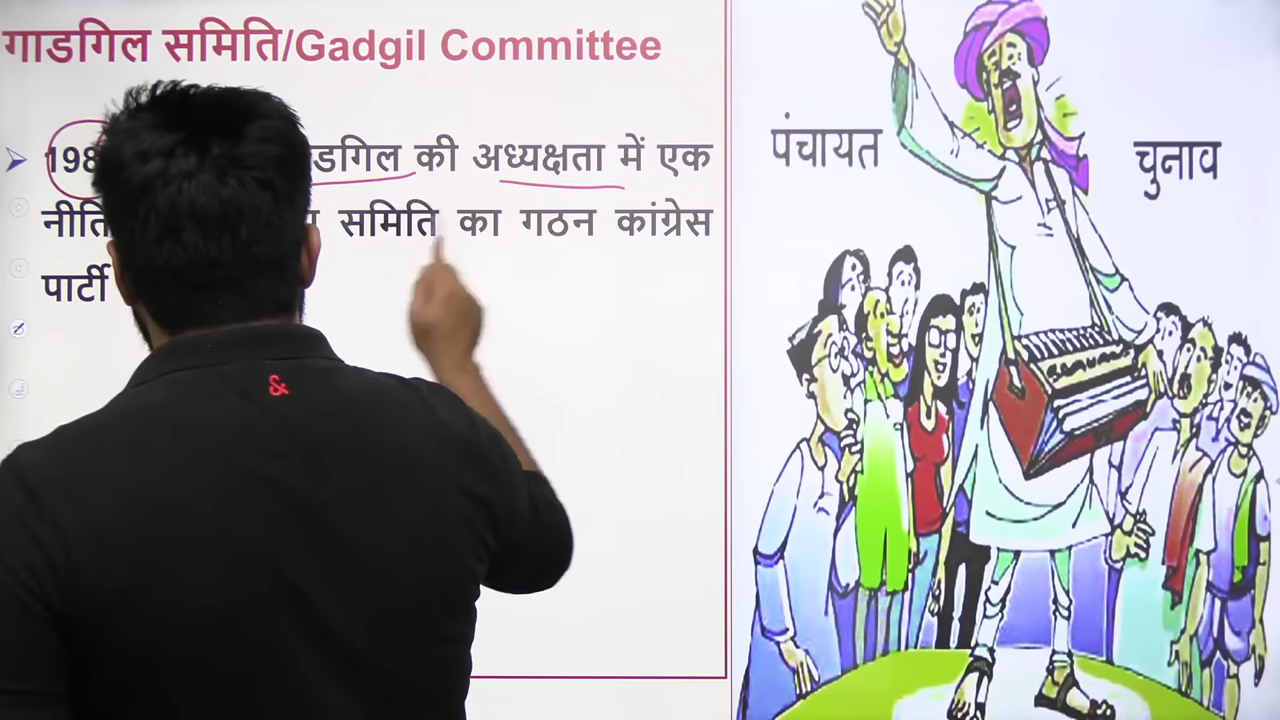 गाडगिल समिति/Gadgil Committee
198 डगिल की अध्यक्षता में एक
नीति समिति का गठन कांग्रेस
पार्टी
पंचायत
चुनाव
&